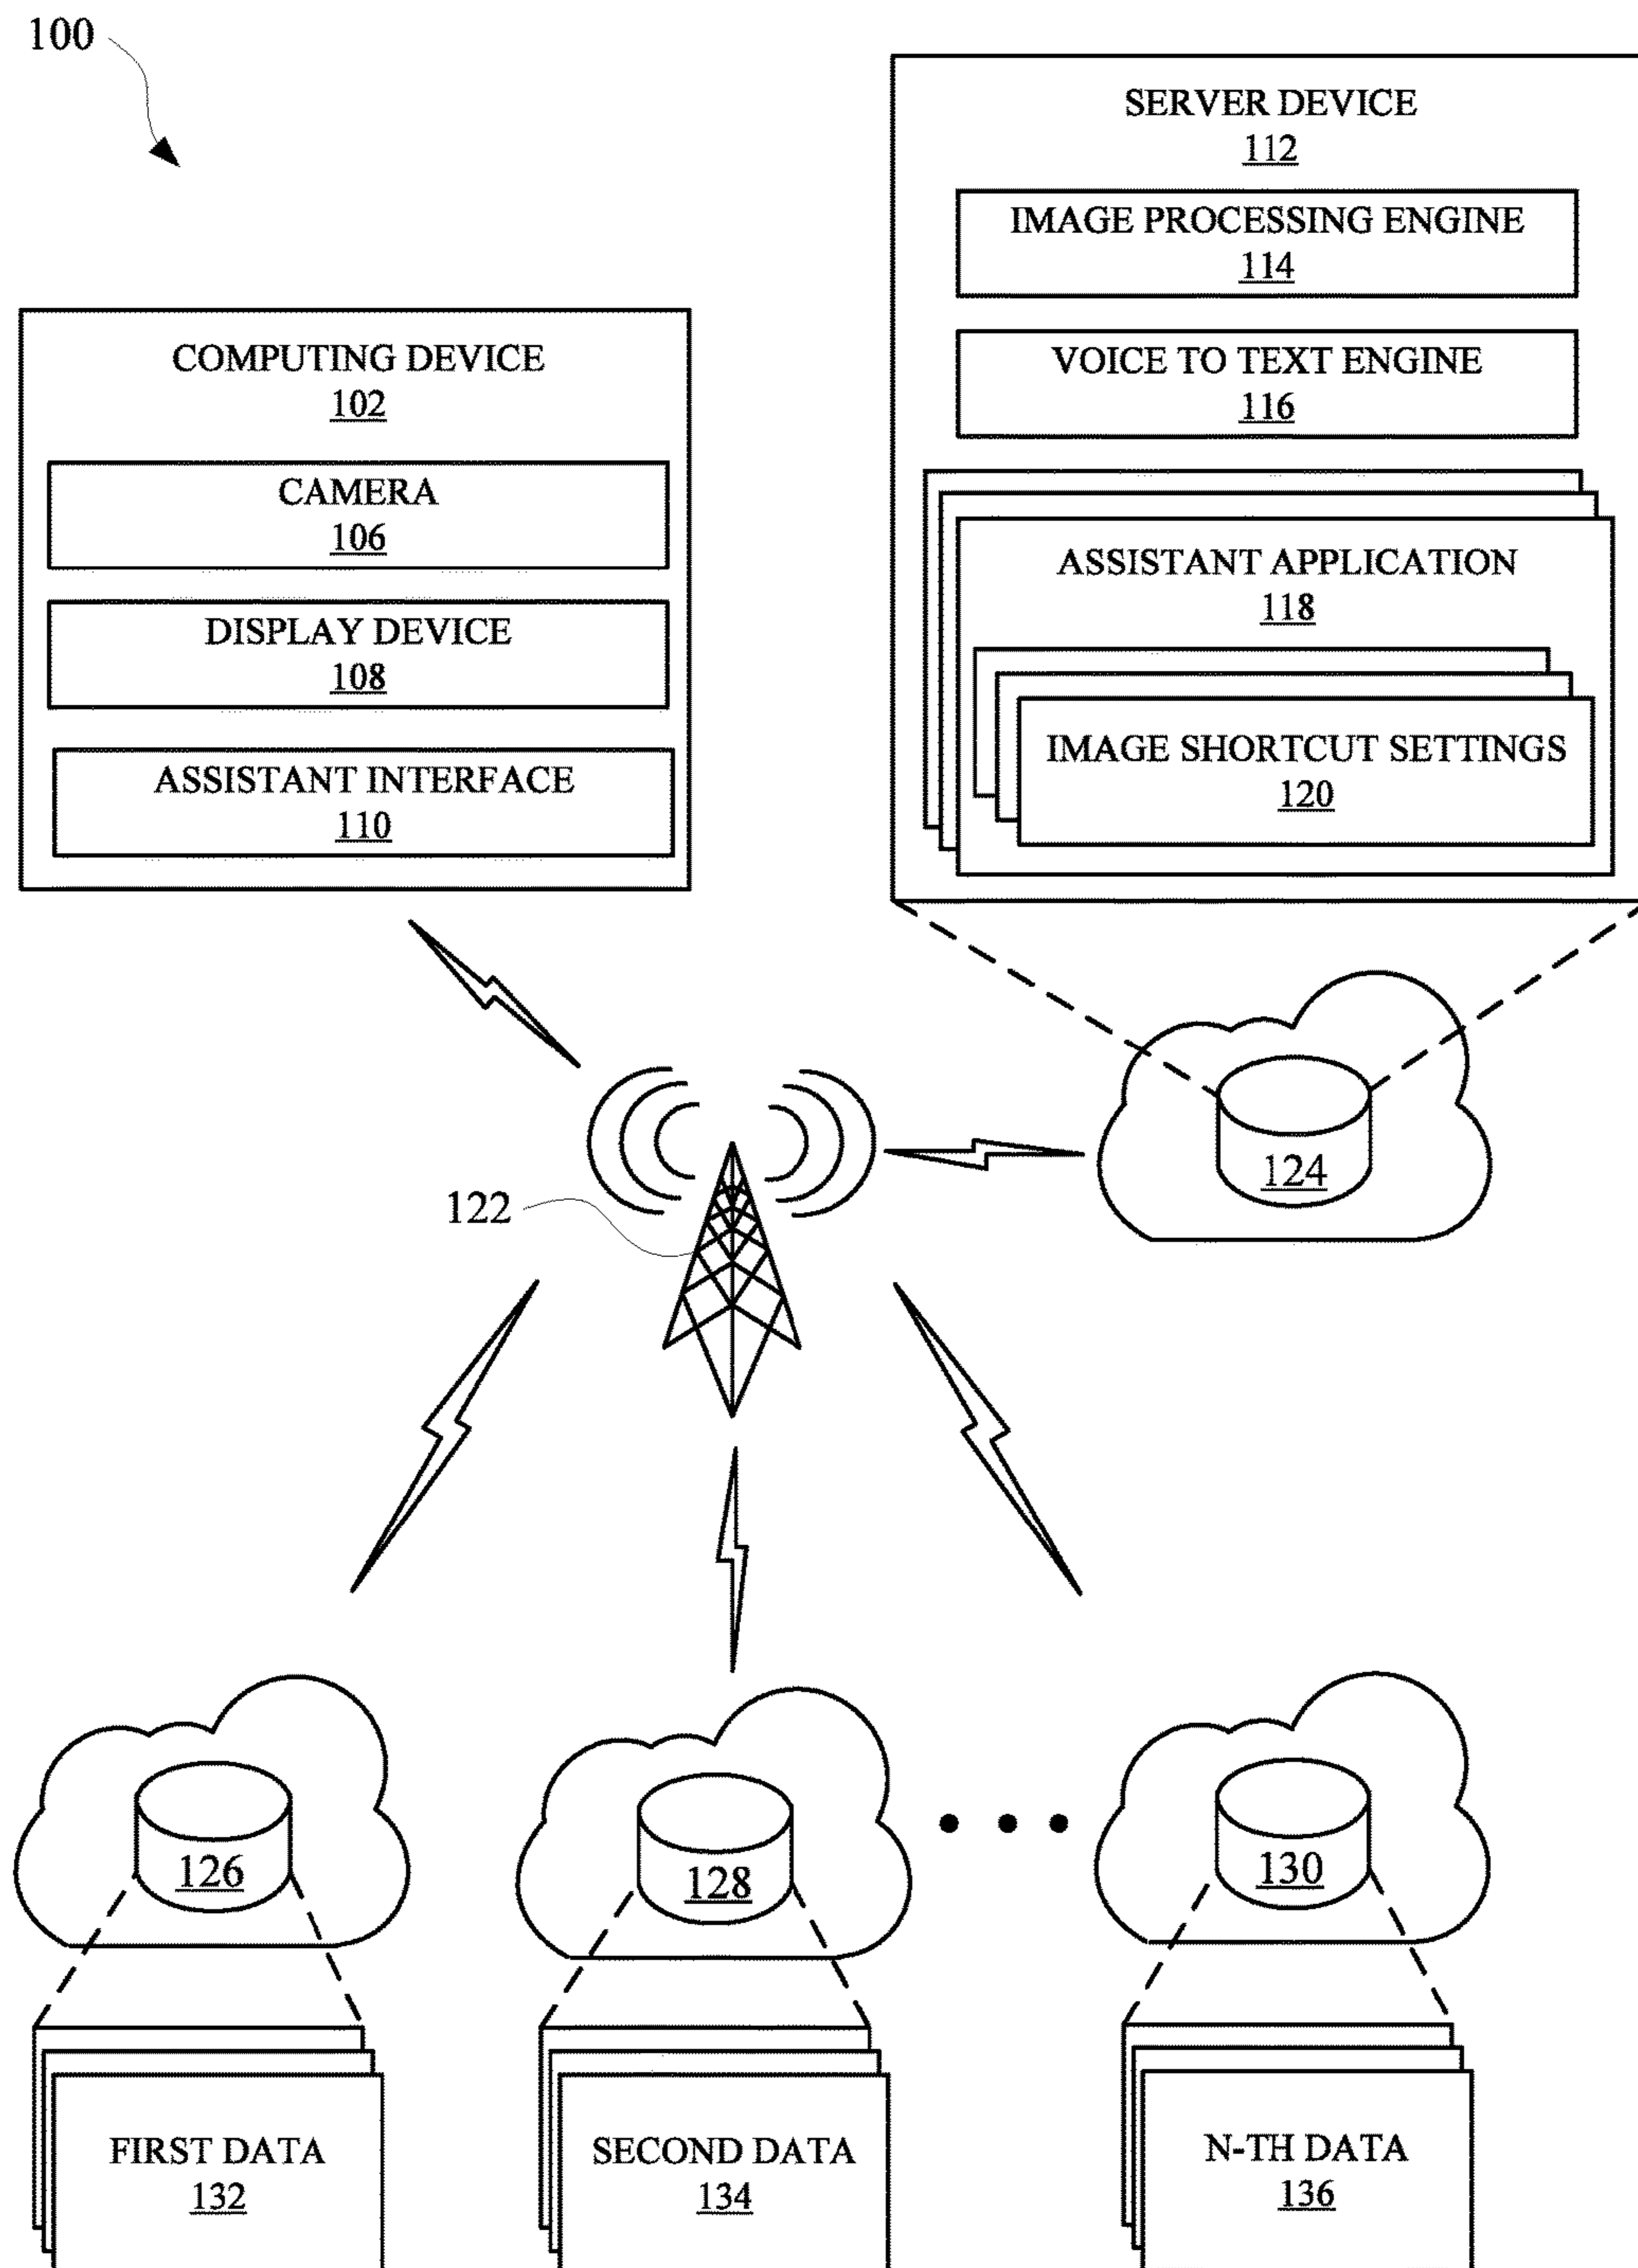 100
SERVER DEVICE
112
IMAGE PROCESSING ENGINE
114
VOICE TO TEXT ENGINE
116
ASSISTANT APPLICATION
118
IMAGE SHORTCUT SETTINGS
120
COMPUTING DEVICE
102
CAMERA
106
DISPLAY DEVICE
108
ASSISTANT INTERFACE
110
124
122
126
128
130
FIRST DATA
132
SECOND DATA
134
N-TH DATA
136